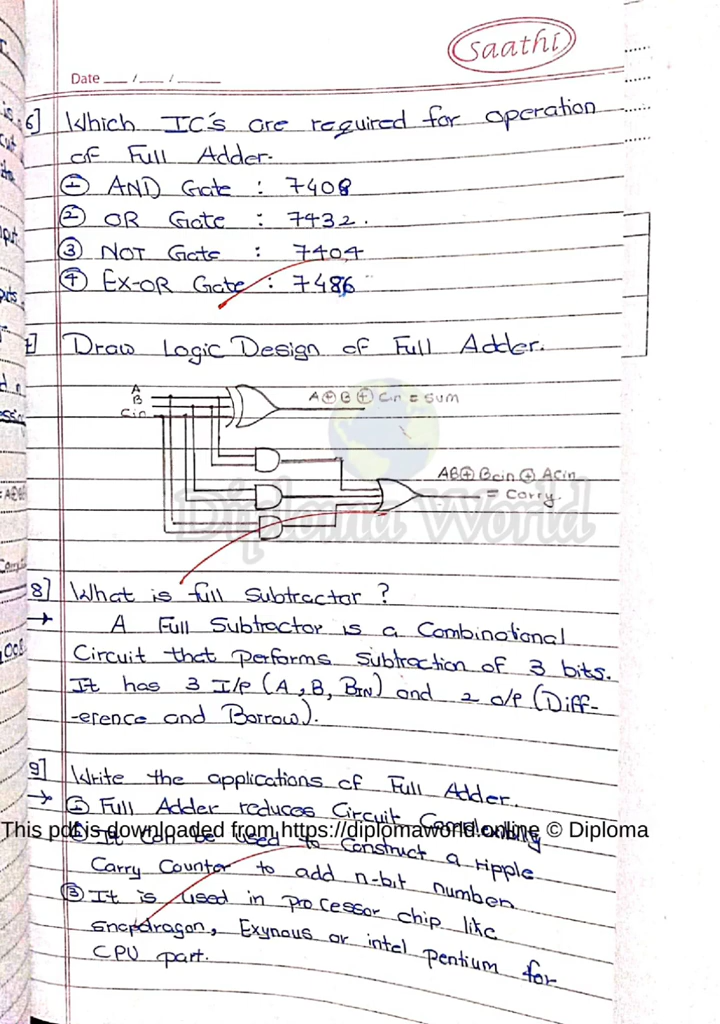 Saathi
Date __ / __ / ____
6] Which IC's are required for operation
of Full Adder.
① AND Gate : 7408
② OR Gate : 7432.
③ NOT Gate : 7404
④ EX-OR Gate : 7486
Draw Logic Design of Full Adder.
A
B
Cin
A⊕B⊕Cin = Sum
AB⊕Bcin⊕ACin
= Carry.
Diploma World
8] What is full Subtractor?
→ A Full Subtractor is a Combinational
Circuit that performs subtraction of 3 bits.
It has 3 I/P (A, B, BIN) and 2 O/P (Diff-
-erence and Borrow).
9] Write the applications of Full Adder.
→ ① Full Adder reduces Circuit
This pdf is downloaded from https://diplomaworld.online © Diploma
② It can be used to Construct a ripple
Carry Counter to add n-bit number.
③ It is used in processor chip like
snapdragon, Exynous or intel pentium for
CPU part.